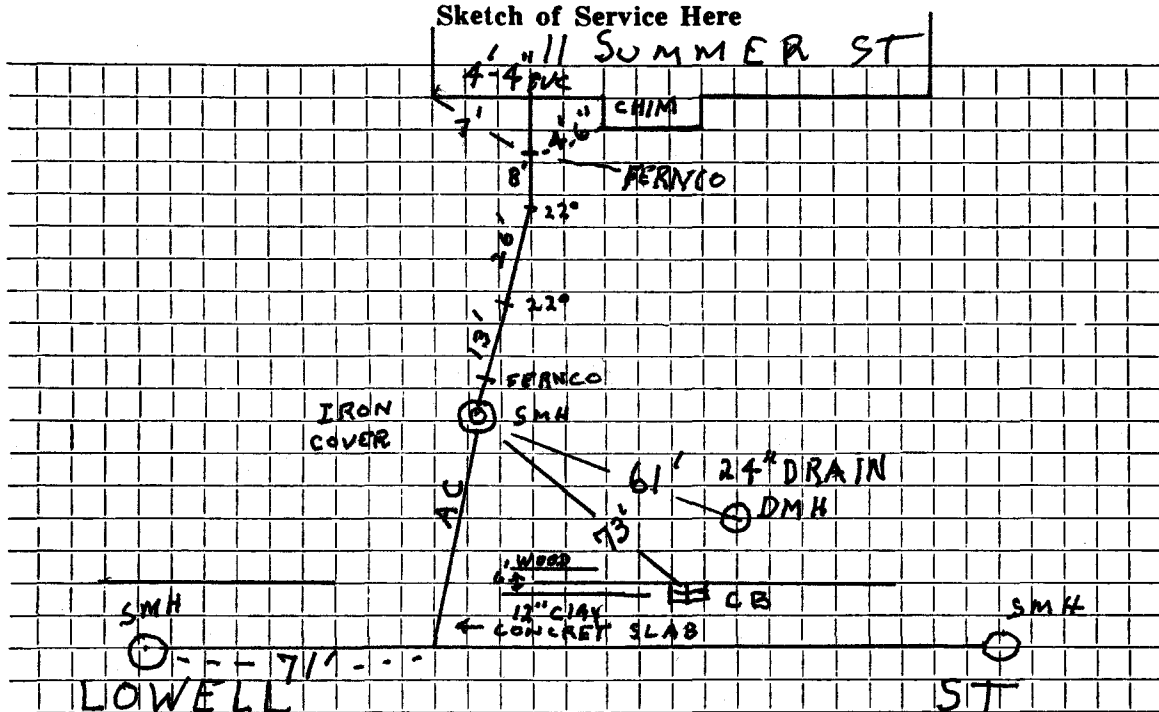 Sketch of Service Here
11 SUMMER ST
4'-4" PVC
CHIM
7'
4'6"
8'
FERNCO
22°
22°
13'
FERNCO
IRON
COVER
SMH
AC
61'
24" DRAIN
DMH
73'
WOOD
12" CLAY
CB
CONCRET SLAB
SMH
SMH
71'
LOWELL ST